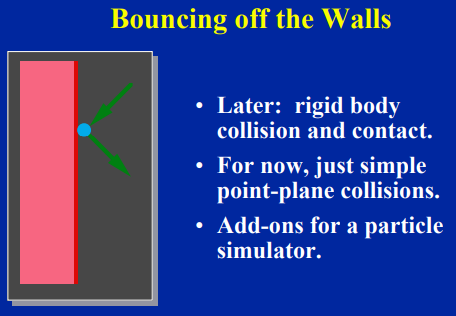 Bouncing off the Walls
• Later: rigid body
collision and contact.
• For now, just simple
point-plane collisions.
• Add-ons for a particle
simulator.